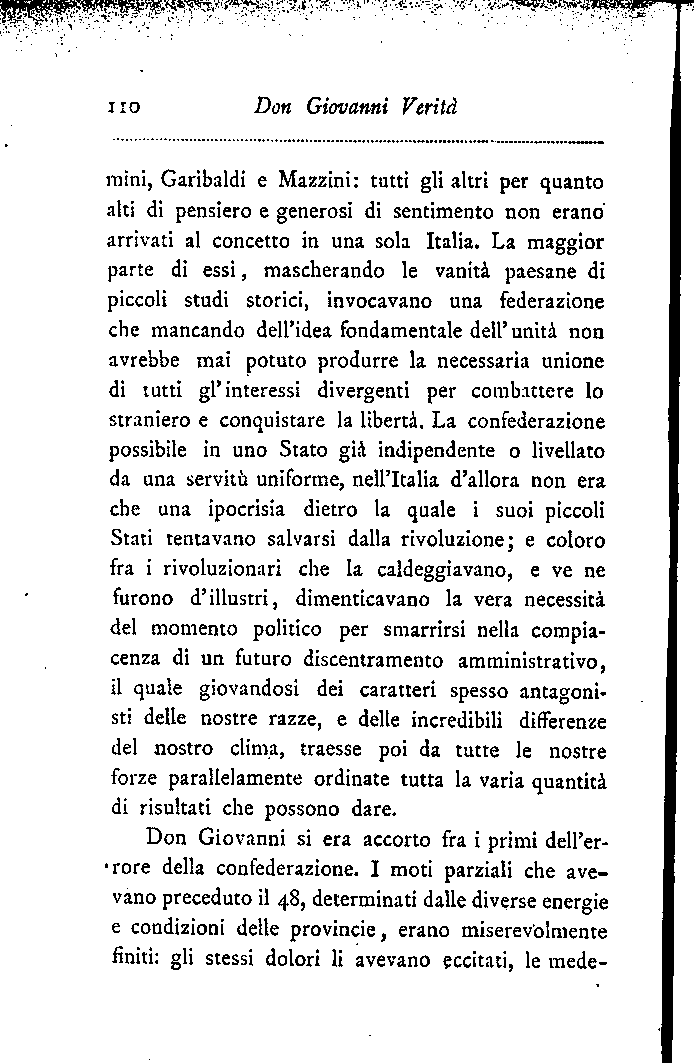 110 Don Giovanni Verità
mini, Garibaldi e Mazzini: tutti gli altri per quanto
alti di pensiero e generosi di sentimento non erano
arrivati al concetto in una sola Italia. La maggior
parte di essi, mascherando le vanità paesane di
piccoli studi storici, invocavano una federazione
che mancando dell'idea fondamentale dell'unità non
avrebbe mai potuto produrre la necessaria unione
di tutti gl'interessi divergenti per combattere lo
straniero e conquistare la libertà. La confederazione
possibile in uno Stato già indipendente o livellato
da una servitù uniforme, nell'Italia d'allora non era
che una ipocrisia dietro la quale i suoi piccoli
Stati tentavano salvarsi dalla rivoluzione; e coloro
fra i rivoluzionari che la caldeggiavano, e ve ne
furono d'illustri, dimenticavano la vera necessità
del momento politico per smarrirsi nella compia-
cenza di un futuro discentramento amministrativo,
il quale giovandosi dei caratteri spesso antagoni-
sti delle nostre razze, e delle incredibili differenze
del nostro clima, traesse poi da tutte le nostre
forze parallelamente ordinate tutta la varia quantità
di risultati che possono dare.
Don Giovanni si era accorto fra i primi dell'er-
rore della confederazione. I moti parziali che ave-
vano preceduto il 48, determinati dalle diverse energie
e condizioni delle provincie, erano miserevolmente
finiti: gli stessi dolori li avevano eccitati, le mede-